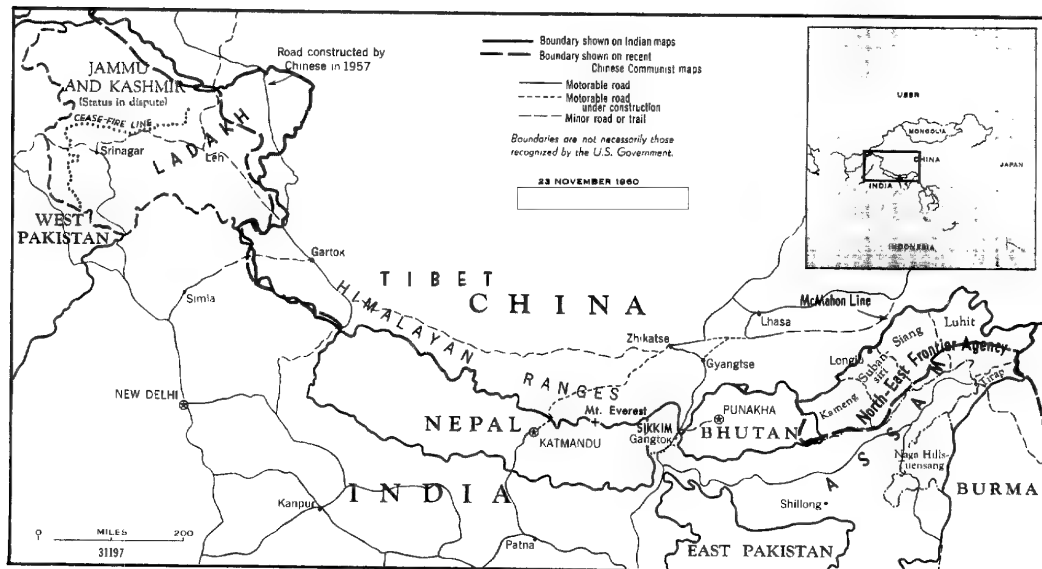 Road constructed by
Chinese in 1957
JAMMU
AND KASHMIR
(Status in dispute)
CEASE-FIRE LINE
Srinagar
LADAKH
Leh
WEST
PAKISTAN
Boundary shown on Indian maps
Boundary shown on recent
Chinese Communist maps
Motorable road
Motorable road
under construction
Minor road or trail
Boundaries are not necessarily those
recognized by the U.S. Government.
23 NOVEMBER 1960
USSR
MONGOLIA
CHINA
JAPAN
INDIA
INDONESIA
Gartok
Simla
TIBET
CHINA
HIMALAYAN RANGES
McMahon Line
Lhasa
Zhikatse
Gyangtse
Longju
Luhit
Siang
Suban-
siri
Kameng
North-East Frontier Agency
Tirap
NEW DELHI
NEPAL
Mt. Everest
KATMANDU
SIKKIM
Gangtok
PUNAKHA
BHUTAN
ASSAM
Naga Hills-
Tuensang
BURMA
INDIA
Kanpur
Patna
Shillong
EAST PAKISTAN
0 MILES 200
31197